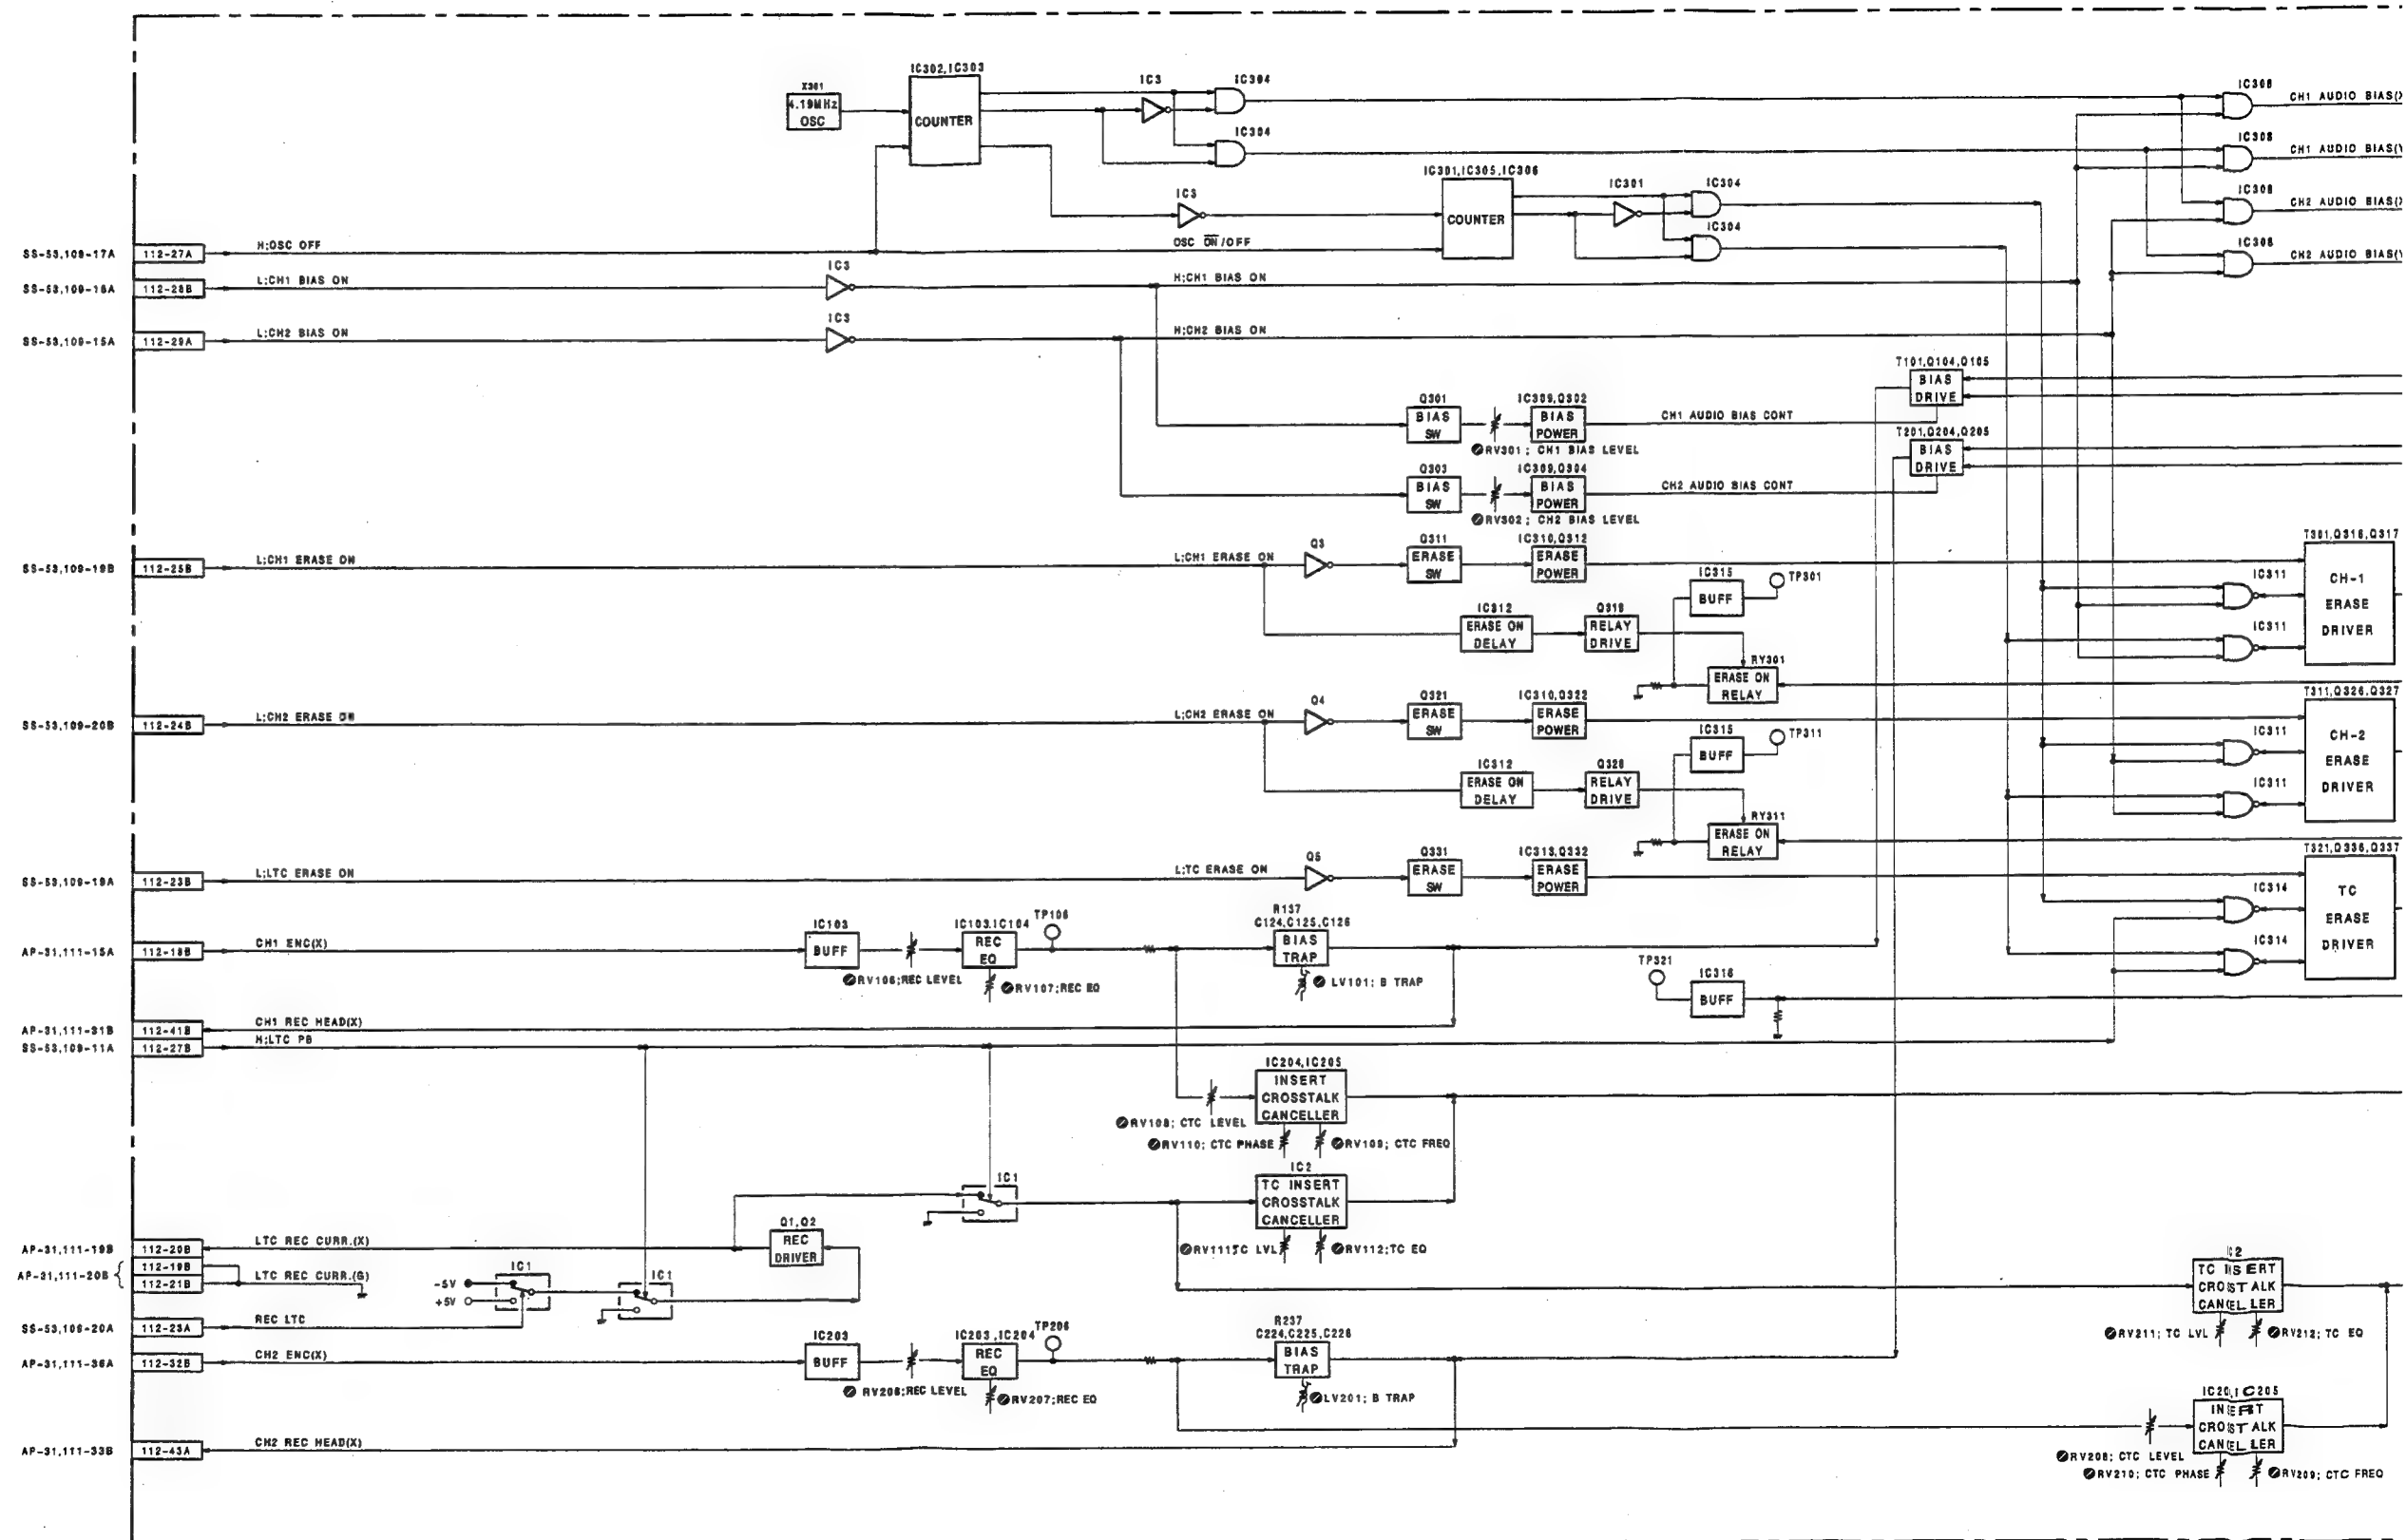 IC302,IC303
X301
4.19MHz
OSC
COUNTER
IC3
IC304
IC304
IC308
CH1 AUDIO BIAS(X
IC308
CH1 AUDIO BIAS(Y
IC301,IC305,IC306
COUNTER
IC3
IC301
IC304
IC304
IC308
CH2 AUDIO BIAS(X
IC308
CH2 AUDIO BIAS(Y
SS-53,109-17A
112-27A
H;OSC OFF
OSC ON/OFF
SS-53,109-16A
112-28B
L;CH1 BIAS ON
IC3
H;CH1 BIAS ON
SS-53,109-15A
112-29A
L;CH2 BIAS ON
IC3
H;CH2 BIAS ON
T101,Q104,Q105
BIAS
DRIVE
Q301
BIAS
SW
IC309,Q302
BIAS
POWER
CH1 AUDIO BIAS CONT
RV301; CH1 BIAS LEVEL
T201,Q204,Q205
BIAS
DRIVE
Q303
BIAS
SW
IC309,Q304
BIAS
POWER
CH2 AUDIO BIAS CONT
RV302; CH2 BIAS LEVEL
SS-53,109-19B
112-25B
L;CH1 ERASE ON
L;CH1 ERASE ON
Q3
Q311
ERASE
SW
IC310,Q312
ERASE
POWER
T301,Q316,Q317
CH-1
ERASE
DRIVER
IC311
IC311
IC315
BUFF
TP301
IC312
ERASE ON
DELAY
Q318
RELAY
DRIVE
RY301
ERASE ON
RELAY
SS-53,109-20B
112-24B
L;CH2 ERASE ON
L;CH2 ERASE ON
Q4
Q321
ERASE
SW
IC310,Q322
ERASE
POWER
T311,Q326,Q327
CH-2
ERASE
DRIVER
IC311
IC311
IC315
BUFF
TP311
IC312
ERASE ON
DELAY
Q328
RELAY
DRIVE
RY311
ERASE ON
RELAY
SS-53,109-19A
112-23B
L;LTC ERASE ON
L;TC ERASE ON
Q5
Q331
ERASE
SW
IC313,Q332
ERASE
POWER
T321,Q336,Q337
TC
ERASE
DRIVER
IC314
IC314
AP-31,111-15A
112-18B
CH1 ENC(X)
IC103
BUFF
RV106;REC LEVEL
IC103,IC104
REC
EQ
RV107;REC EQ
TP106
R137
C124,C125,C126
BIAS
TRAP
LV101; B TRAP
TP321
IC316
BUFF
AP-31,111-31B
112-41B
CH1 REC HEAD(X)
SS-53,109-11A
112-27B
H;LTC PB
IC204,IC205
INSERT
CROSSTALK
CANCELLER
RV108; CTC LEVEL
RV110; CTC PHASE
RV109; CTC FREQ
IC1
IC2
TC INSERT
CROSSTALK
CANCELLER
RV111;TC LVL
RV112;TC EQ
AP-31,111-19B
112-20B
LTC REC CURR.(X)
Q1,Q2
REC
DRIVER
AP-31,111-20B
112-19B
112-21B
LTC REC CURR.(G)
-5V
+5V
IC1
IC1
SS-53,109-20A
112-23A
REC LTC
IC2
TC INSERT
CROSSTALK
CANCELLER
RV211; TC LVL
RV212; TC EQ
AP-31,111-36A
112-32B
CH2 ENC(X)
IC203
BUFF
RV206;REC LEVEL
IC203,IC204
REC
EQ
RV207;REC EQ
TP206
R237
C224,C225,C226
BIAS
TRAP
LV201; B TRAP
IC205
INSERT
CROSSTALK
CANCELLER
RV208; CTC LEVEL
RV210; CTC PHASE
RV209; CTC FREQ
AP-31,111-33B
112-43A
CH2 REC HEAD(X)